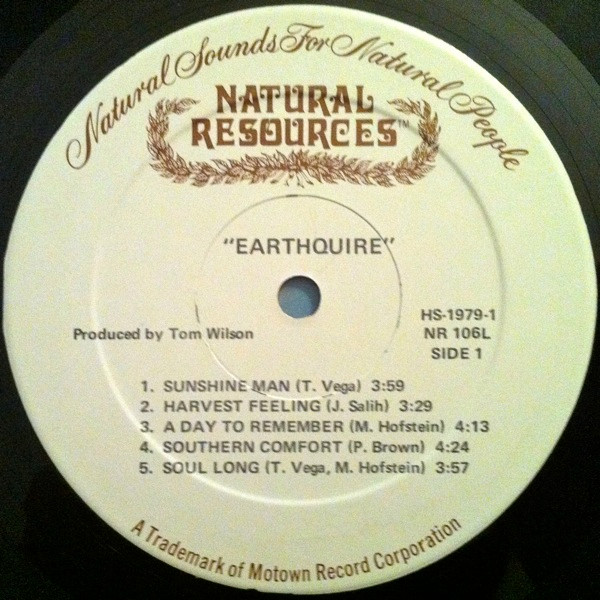 Natural Sounds For Natural People
NATURAL
RESOURCES™
"EARTHQUIRE"
HS-1979-1
Produced by Tom Wilson
NR 106L
SIDE 1
1. SUNSHINE MAN (T. Vega) 3:59
2. HARVEST FEELING (J. Salih) 3:29
3. A DAY TO REMEMBER (M. Hofstein) 4:13
4. SOUTHERN COMFORT (P. Brown) 4:24
5. SOUL LONG (T. Vega, M. Hofstein) 3:57
A Trademark of Motown Record Corporation